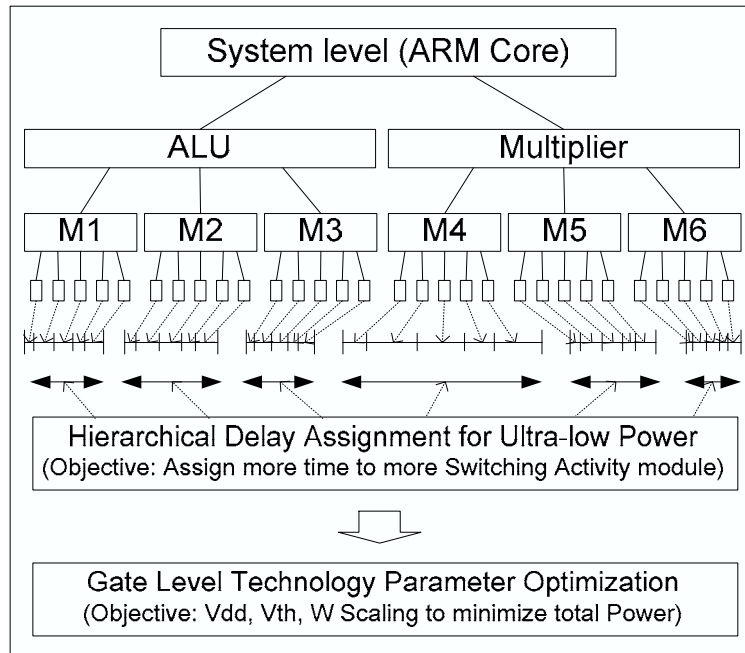 System level (ARM Core)
ALU
Multiplier
M1
M2
M3
M4
M5
M6
Hierarchical Delay Assignment for Ultra-low Power
(Objective: Assign more time to more Switching Activity module)
Gate Level Technology Parameter Optimization
(Objective: Vdd, Vth, W Scaling to minimize total Power)